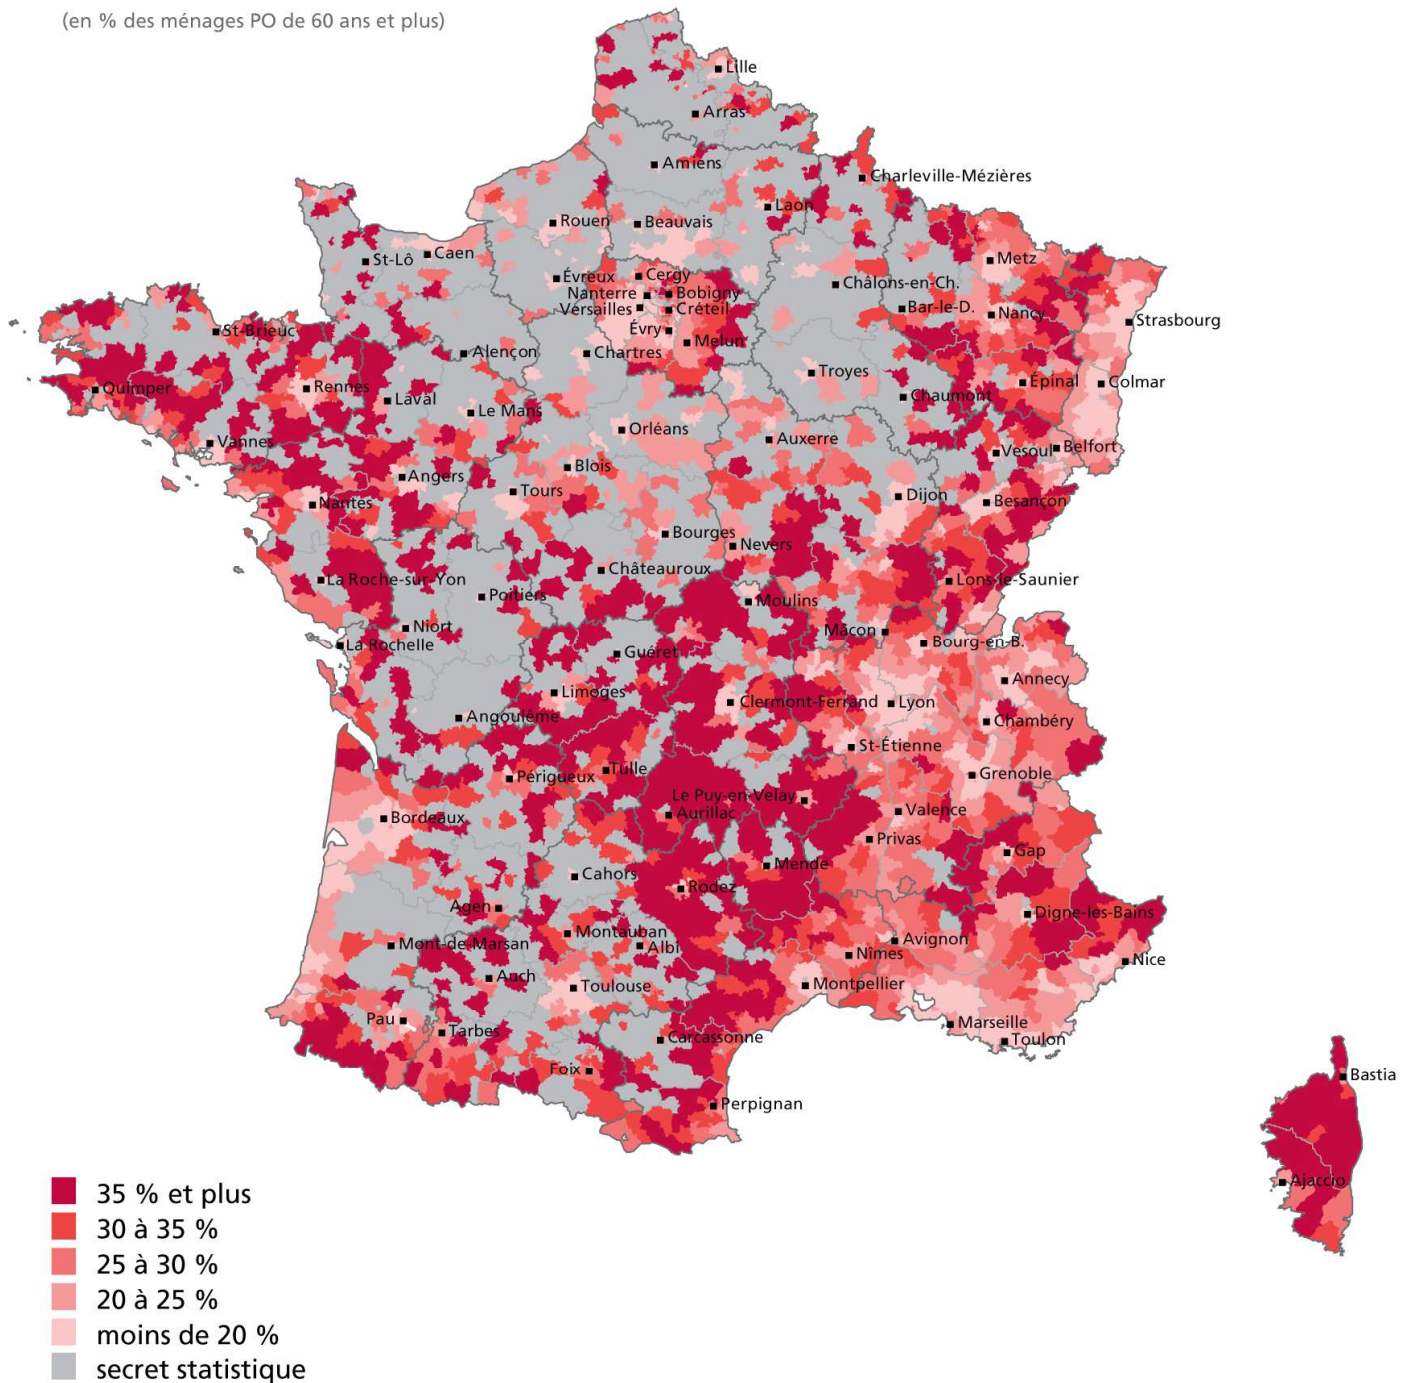 (en % des ménages PO de 60 ans et plus)
Lille
Arras
Amiens
Charleville-Mézières
Laon
Rouen
Beauvais
St-Lô
Caen
Metz
Évreux
Cergy
Châlons-en-Ch.
Nanterre
Bobigny
Versailles
Créteil
Bar-le-D.
Nancy
Strasbourg
St-Brieuc
Évry
Melun
Alençon
Chartres
Troyes
Épinal
Colmar
Quimper
Rennes
Laval
Chaumont
Le Mans
Orléans
Auxerre
Vannes
Vesoul
Belfort
Blois
Angers
Tours
Dijon
Besançon
Nantes
Bourges
Nevers
Châteauroux
La Roche-sur-Yon
Lons-le-Saunier
Poitiers
Moulins
Niort
Mâcon
La Rochelle
Bourg-en-B.
Guéret
Annecy
Limoges
Clermont-Ferrand
Lyon
Angoulême
Chambéry
St-Étienne
Périgueux
Tulle
Grenoble
Le Puy-en-Velay
Aurillac
Valence
Bordeaux
Privas
Gap
Mende
Cahors
Rodez
Agen
Digne-les-Bains
Montauban
Avignon
Mont-de-Marsan
Albi
Nîmes
Nice
Auch
Toulouse
Montpellier
Pau
Tarbes
Marseille
Carcassonne
Toulon
Foix
Bastia
Perpignan
Ajaccio
35 % et plus
30 à 35 %
25 à 30 %
20 à 25 %
moins de 20 %
secret statistique